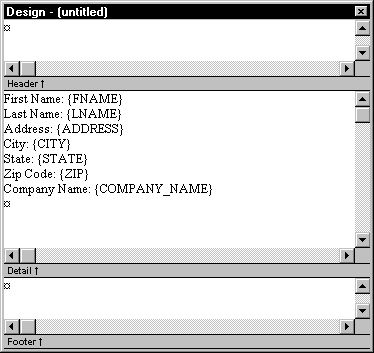 Design - (untitled)
¤
Header ↑
First Name: {FNAME}
Last Name: {LNAME}
Address: {ADDRESS}
City: {CITY}
State: {STATE}
Zip Code: {ZIP}
Company Name: {COMPANY_NAME}
¤
Detail ↑
¤
Footer ↑